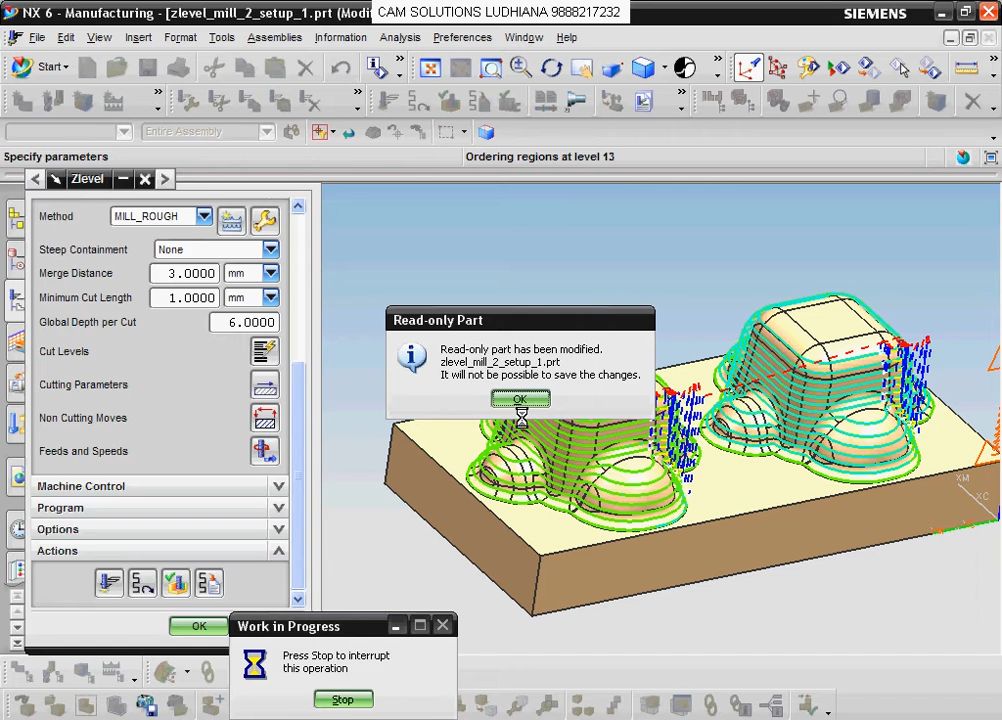 NX 6 - Manufacturing - [zlevel_mill_2_setup_1.prt (Modi
CAM SOLUTIONS LUDHIANA 9888217232
SIEMENS
File Edit View Insert Format Tools Assemblies Information Analysis Preferences Window Help
Start
Entire Assembly
Specify parameters
Ordering regions at level 13
Zlevel
Method
MILL_ROUGH
Steep Containment
None
Merge Distance
3.0000
mm
Minimum Cut Length
1.0000
mm
Global Depth per Cut
6.0000
Cut Levels
Cutting Parameters
Non Cutting Moves
Feeds and Speeds
Machine Control
Program
Options
Actions
OK
Read-only Part
Read-only part has been modified.
zlevel_mill_2_setup_1.prt
It will not be possible to save the changes.
OK
XM
XC
Work in Progress
Press Stop to interrupt
this operation
Stop